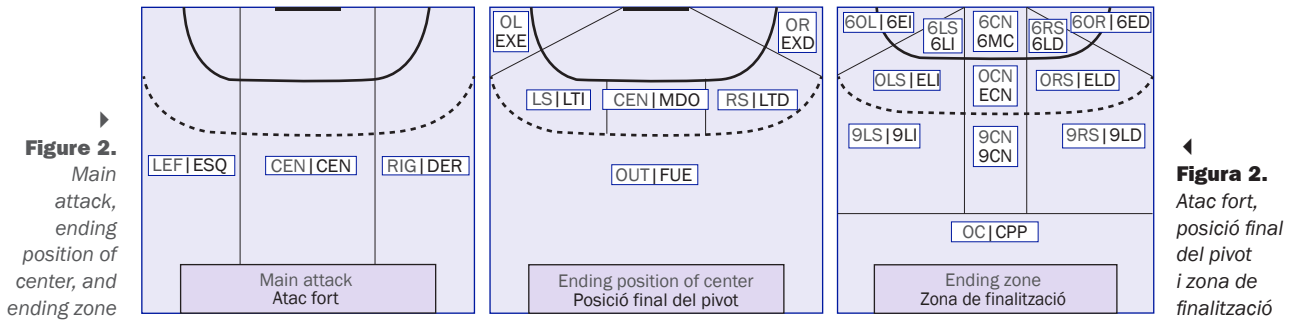 Figure 2.
Main
attack,
ending
position of
center, and
ending zone
LEF|ESQ
CEN|CEN
RIG|DER
Main attack
Atac fort
OL
EXE
OR
EXD
LS|LTI
CEN|MDO
RS|LTD
OUT|FUE
Ending position of center
Posició final del pivot
6OL|6EI
6LS
6LI
6CN
6MC
6RS
6LD
6OR|6ED
OLS|ELI
OCN
ECN
ORS|ELD
9LS|9LI
9CN
9CN
9RS|9LD
OC|CPP
Ending zone
Zona de finalització
Figura 2.
Atac fort,
posició final
del pivot
i zona de
finalització